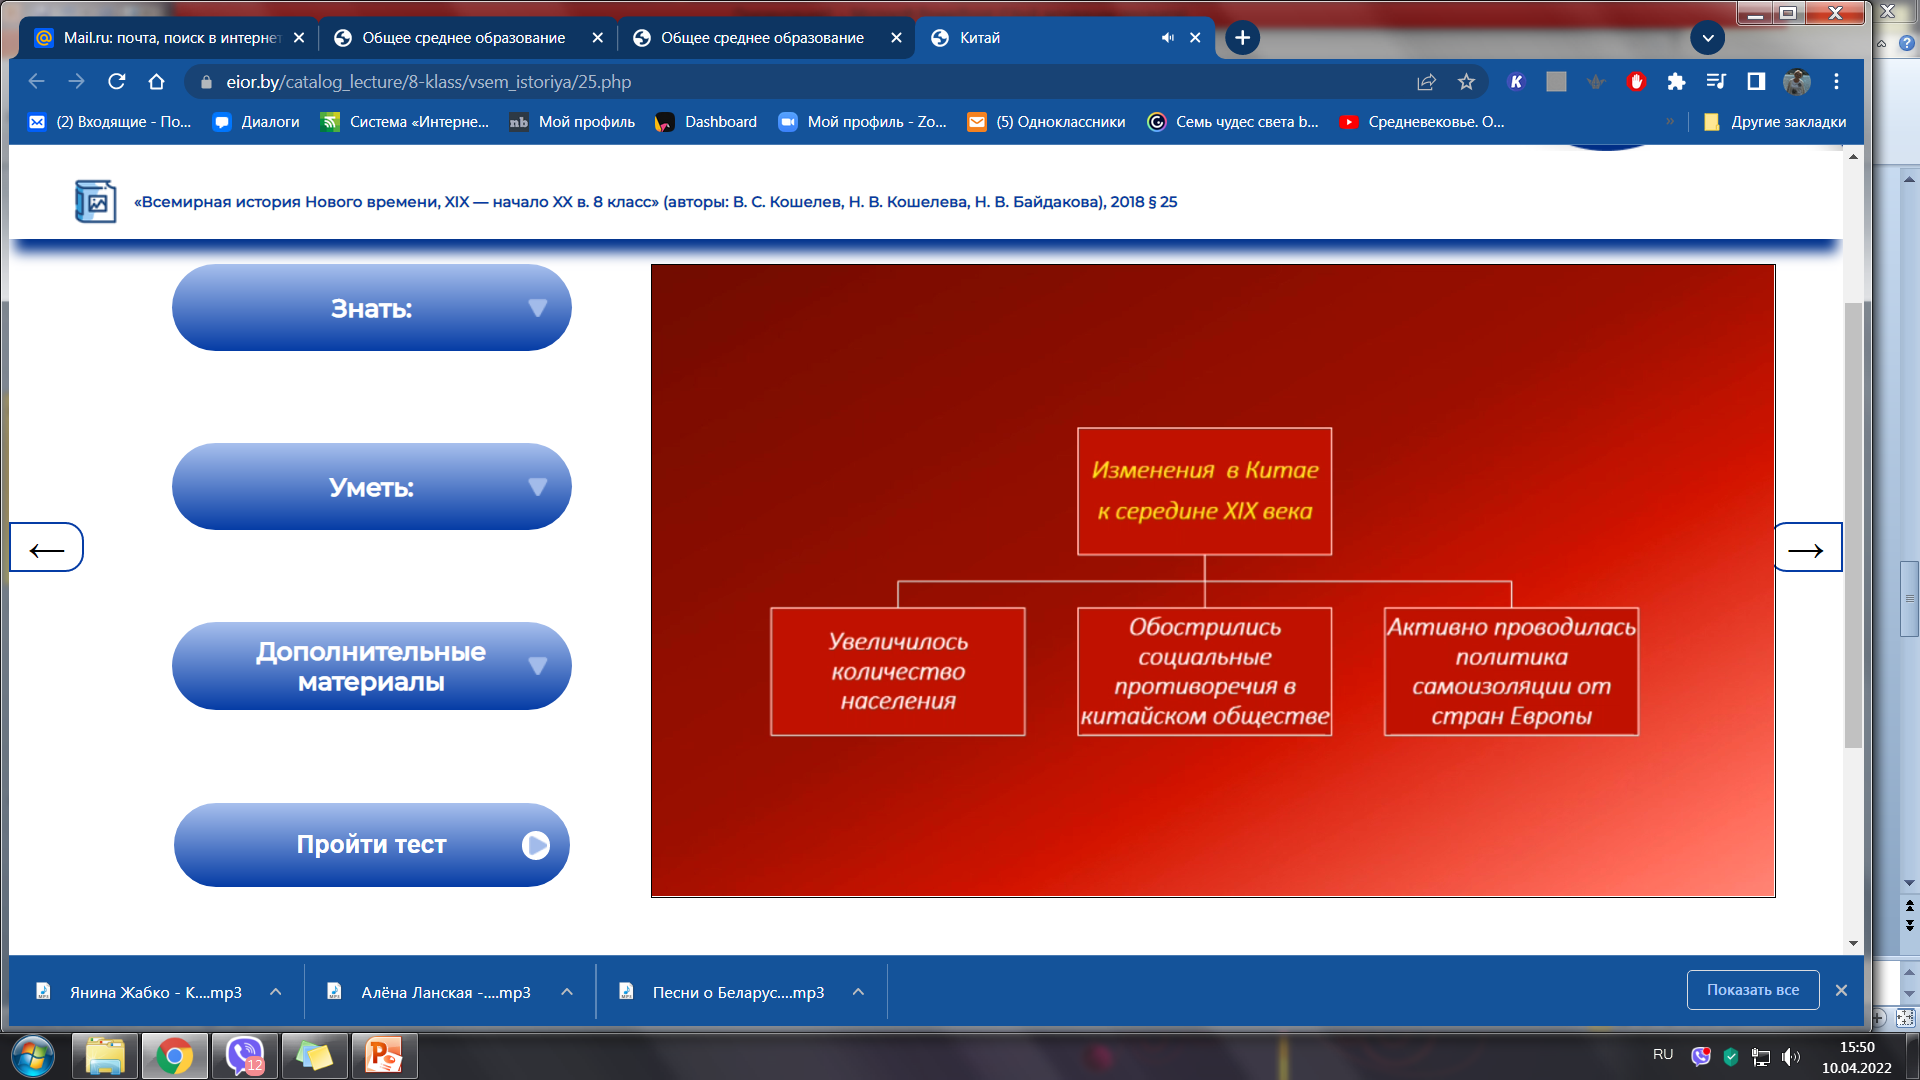 Mail.ru: почта, поиск в интернет
Общее среднее образование
Общее среднее образование
Китай
eior.by/catalog_lecture/8-klass/vsem_istoriya/25.php
(2) Входящие - По...
Диалоги
Система «Интерне...
nb Мой профиль
Dashboard
Мой профиль - Zo...
(5) Одноклассники
Семь чудес света b...
Средневековье. О...
»
Другие закладки
«Всемирная история Нового времени, XIX — начало XX в. 8 класс» (авторы: В. С. Кошелев, Н. В. Кошелева, Н. В. Байдакова), 2018 § 25
Знать:
Уметь:
Дополнительные
материалы
Пройти тест
←
→
Изменения в Китае
к середине XIX века
Увеличилось
количество
населения
Обострились
социальные
противоречия в
китайском обществе
Активно проводилась
политика
самоизоляции от
стран Европы
Янина Жабко - К....mp3
Алёна Ланская -....mp3
Песни о Беларус....mp3
Показать все
12
RU
15:50
10.04.2022